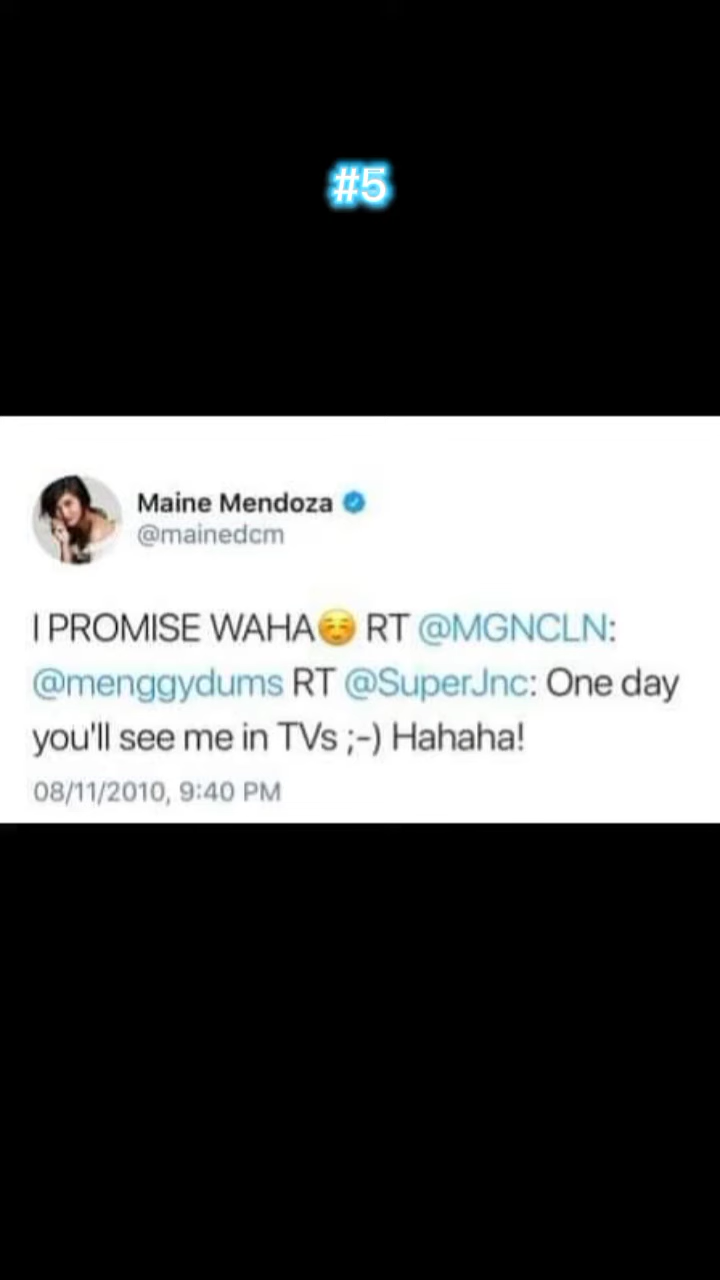 #5
Maine Mendoza
@mainedcm
I PROMISE WAHA☺️ RT @MGNCLN:
@menggydums RT @SuperJnc: One day
you'll see me in TVs ;-) Hahaha!
08/11/2010, 9:40 PM